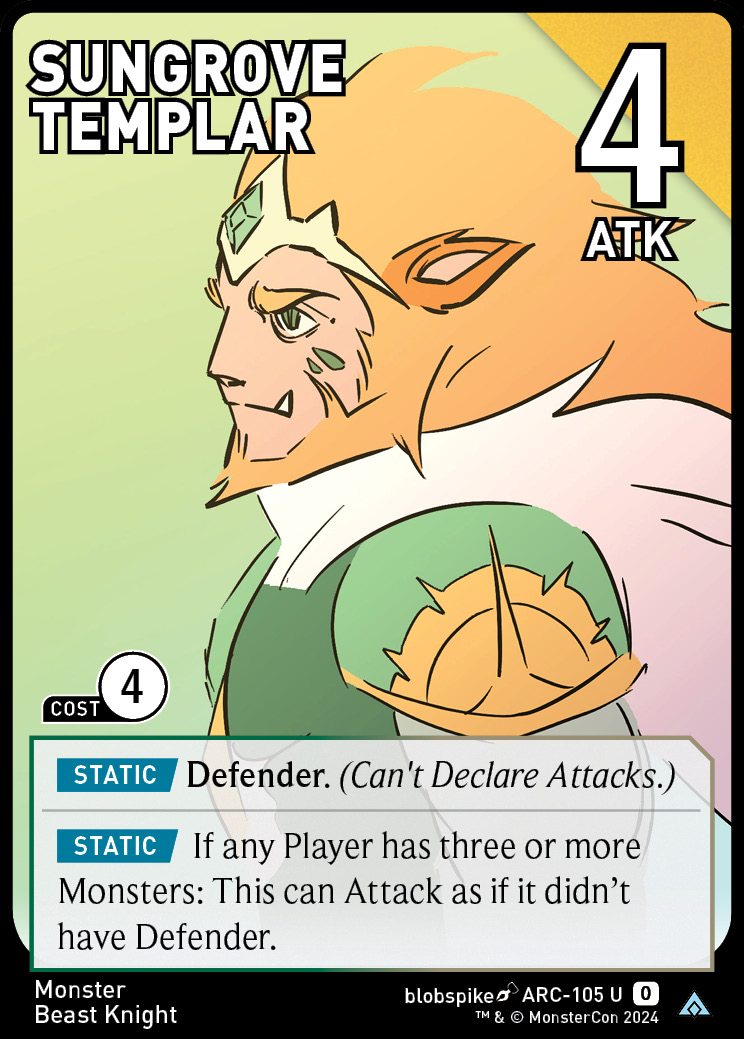 SUNGROVE
TEMPLAR
4
ATK
COST 4
STATIC Defender. (Can't Declare Attacks.)
STATIC If any Player has three or more
Monsters: This can Attack as if it didn’t
have Defender.
Monster
Beast Knight
blobspike ARC-105 U 0
™ & © MonsterCon 2024